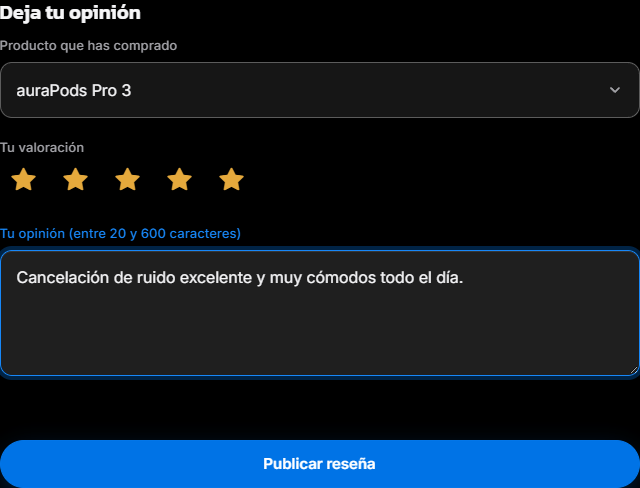 Deja tu opinión
Producto que has comprado
auraPods Pro 3
Tu valoración
Tu opinión (entre 20 y 600 caracteres)
Cancelación de ruido excelente y muy cómodos todo el día.
Publicar reseña